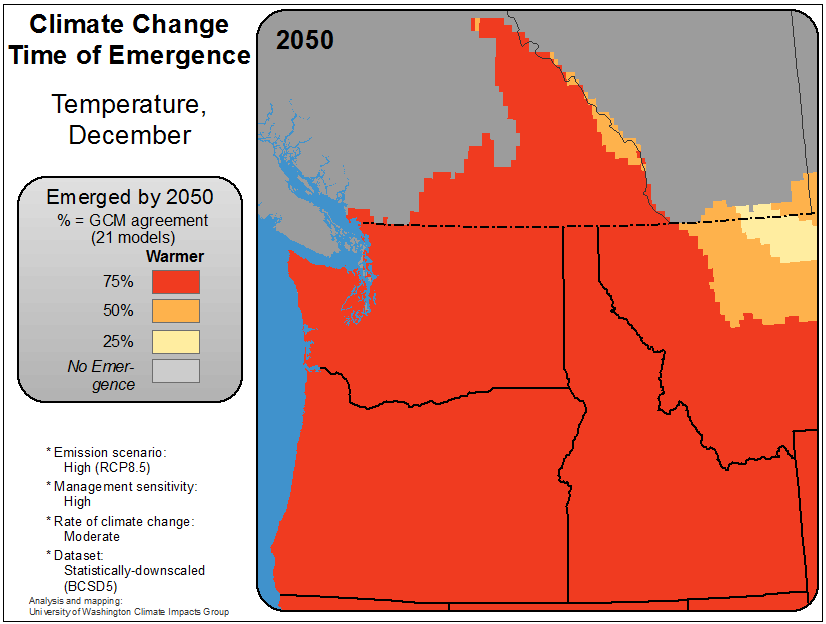 Climate Change
Time of Emergence
Temperature,
December
Emerged by 2050
% = GCM agreement
(21 models)
Warmer
75%
50%
25%
No Emer-
gence
* Emission scenario:
High (RCP8.5)
* Management sensitivity:
High
* Rate of climate change:
Moderate
* Dataset:
Statistically-downscaled
(BCSD5)
Analysis and mapping:
University of Washington Climate Impacts Group
2050